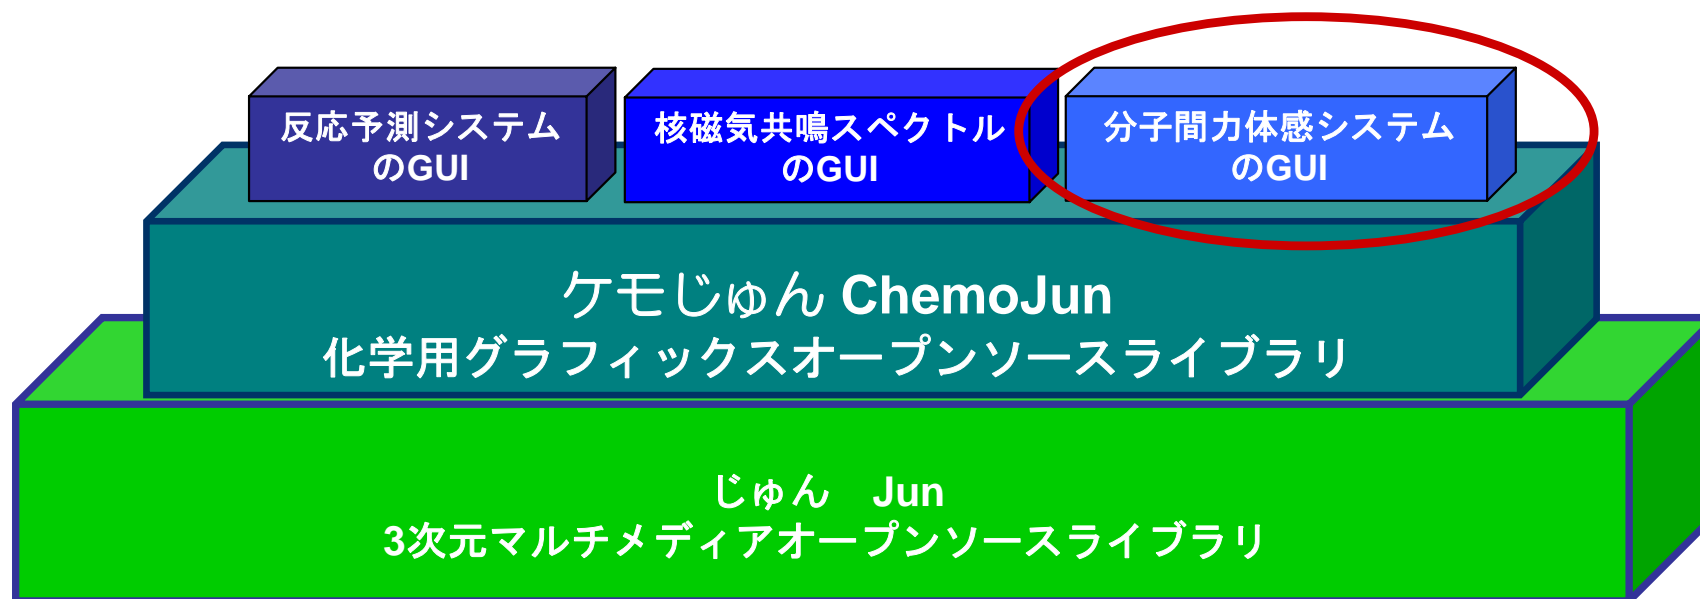 反応予測システム
のGUI
核磁気共鳴スペクトル
のGUI
分子間力体感システム
のGUI
ケモじゅん ChemoJun
化学用グラフィックスオープンソースライブラリ
じゅん　Jun
3次元マルチメディアオープンソースライブラリ